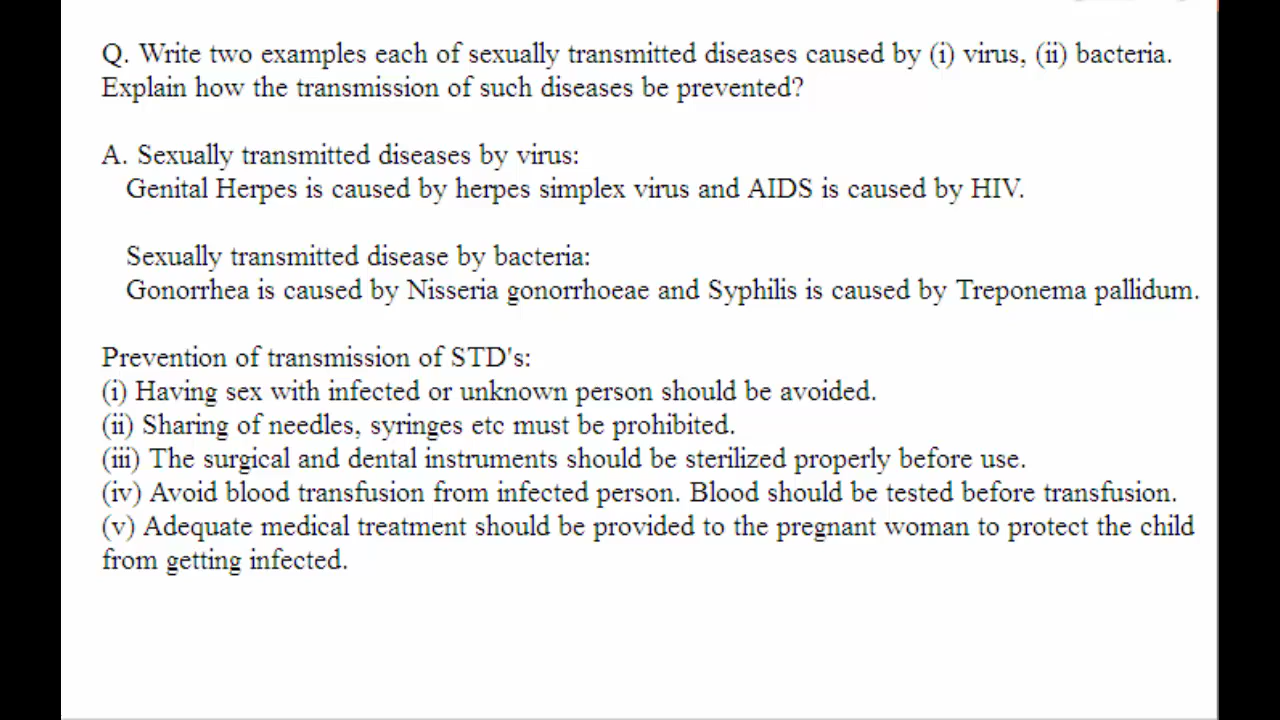 Q. Write two examples each of sexually transmitted diseases caused by (i) virus, (ii) bacteria.
Explain how the transmission of such diseases be prevented?
A. Sexually transmitted diseases by virus:
Genital Herpes is caused by herpes simplex virus and AIDS is caused by HIV.
Sexually transmitted disease by bacteria:
Gonorrhea is caused by Nisseria gonorrhoeae and Syphilis is caused by Treponema pallidum.
Prevention of transmission of STD's:
(i) Having sex with infected or unknown person should be avoided.
(ii) Sharing of needles, syringes etc must be prohibited.
(iii) The surgical and dental instruments should be sterilized properly before use.
(iv) Avoid blood transfusion from infected person. Blood should be tested before transfusion.
(v) Adequate medical treatment should be provided to the pregnant woman to protect the child
from getting infected.